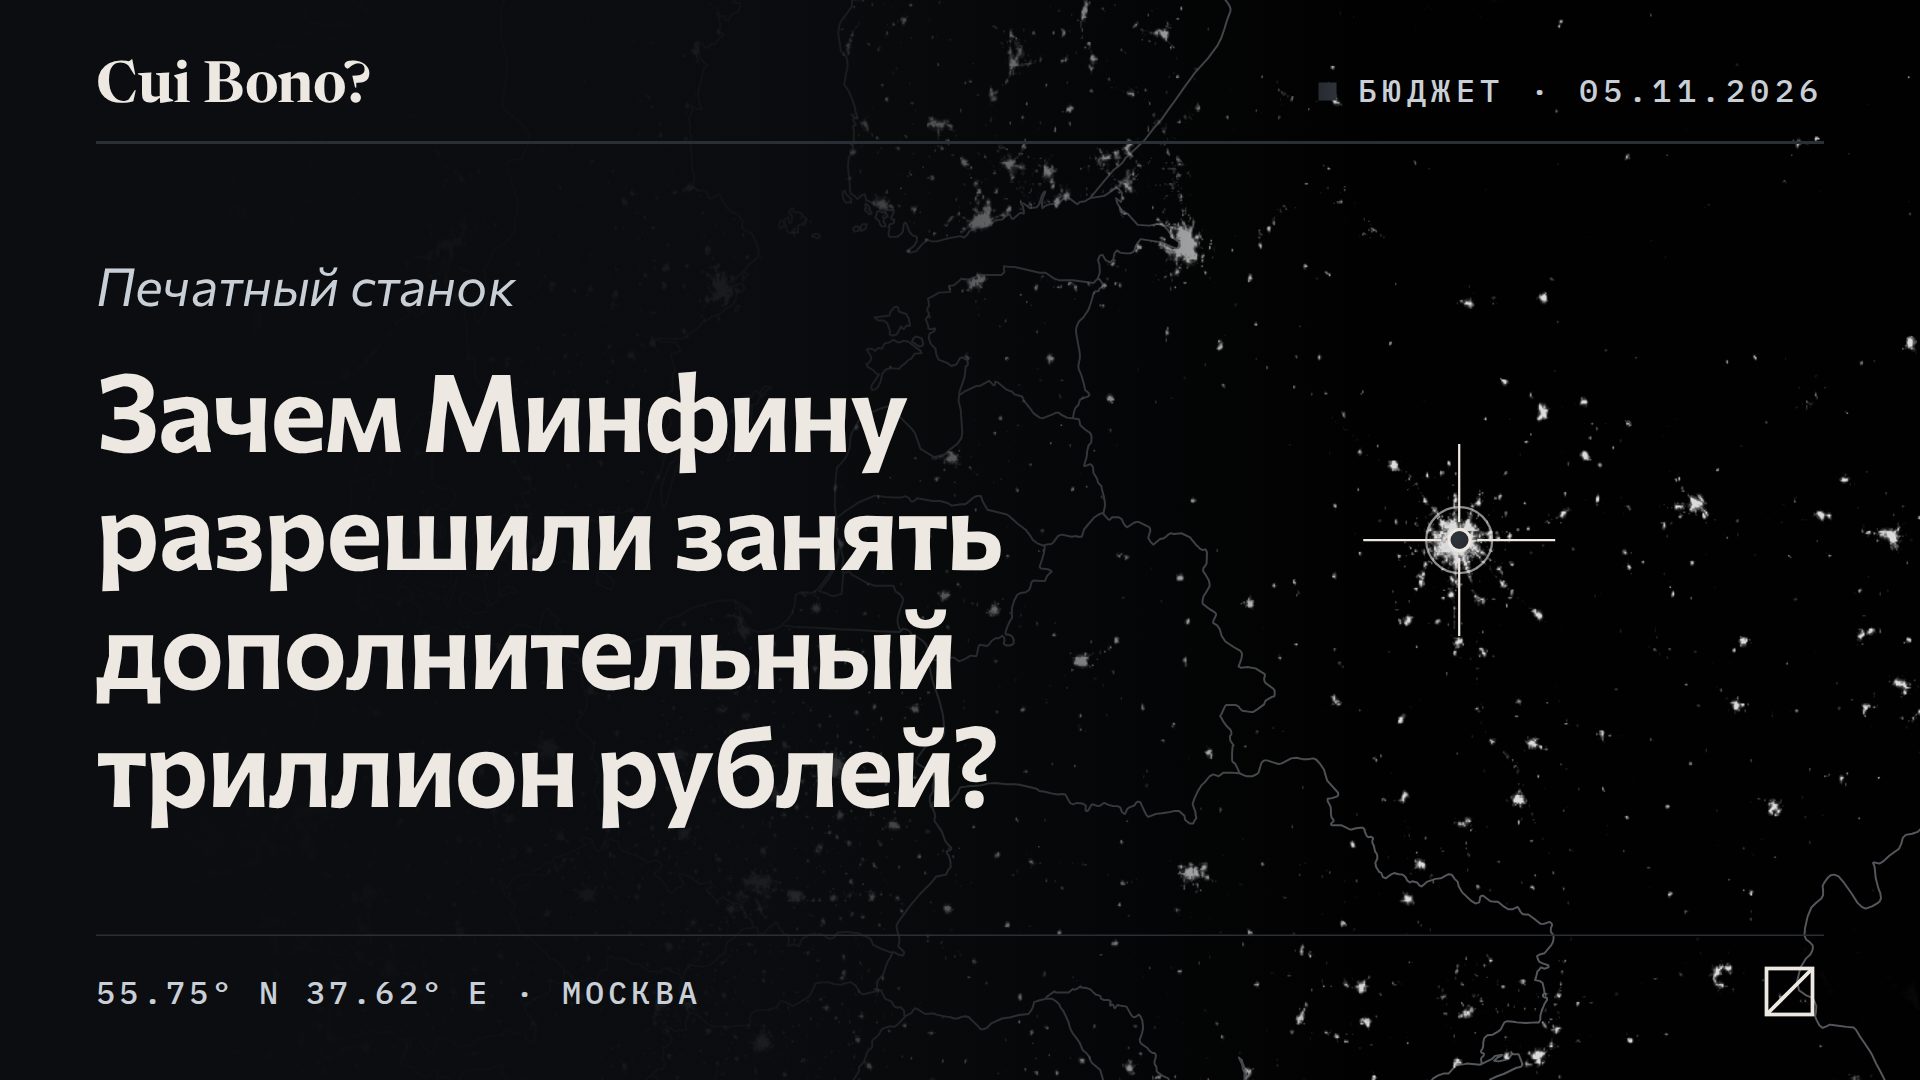 Cui Bono?
БЮДЖЕТ · 05.11.2026
Печатный станок
Зачем Минфину
разрешили занять
дополнительный
триллион рублей?
55.75° N 37.62° E · МОСКВА